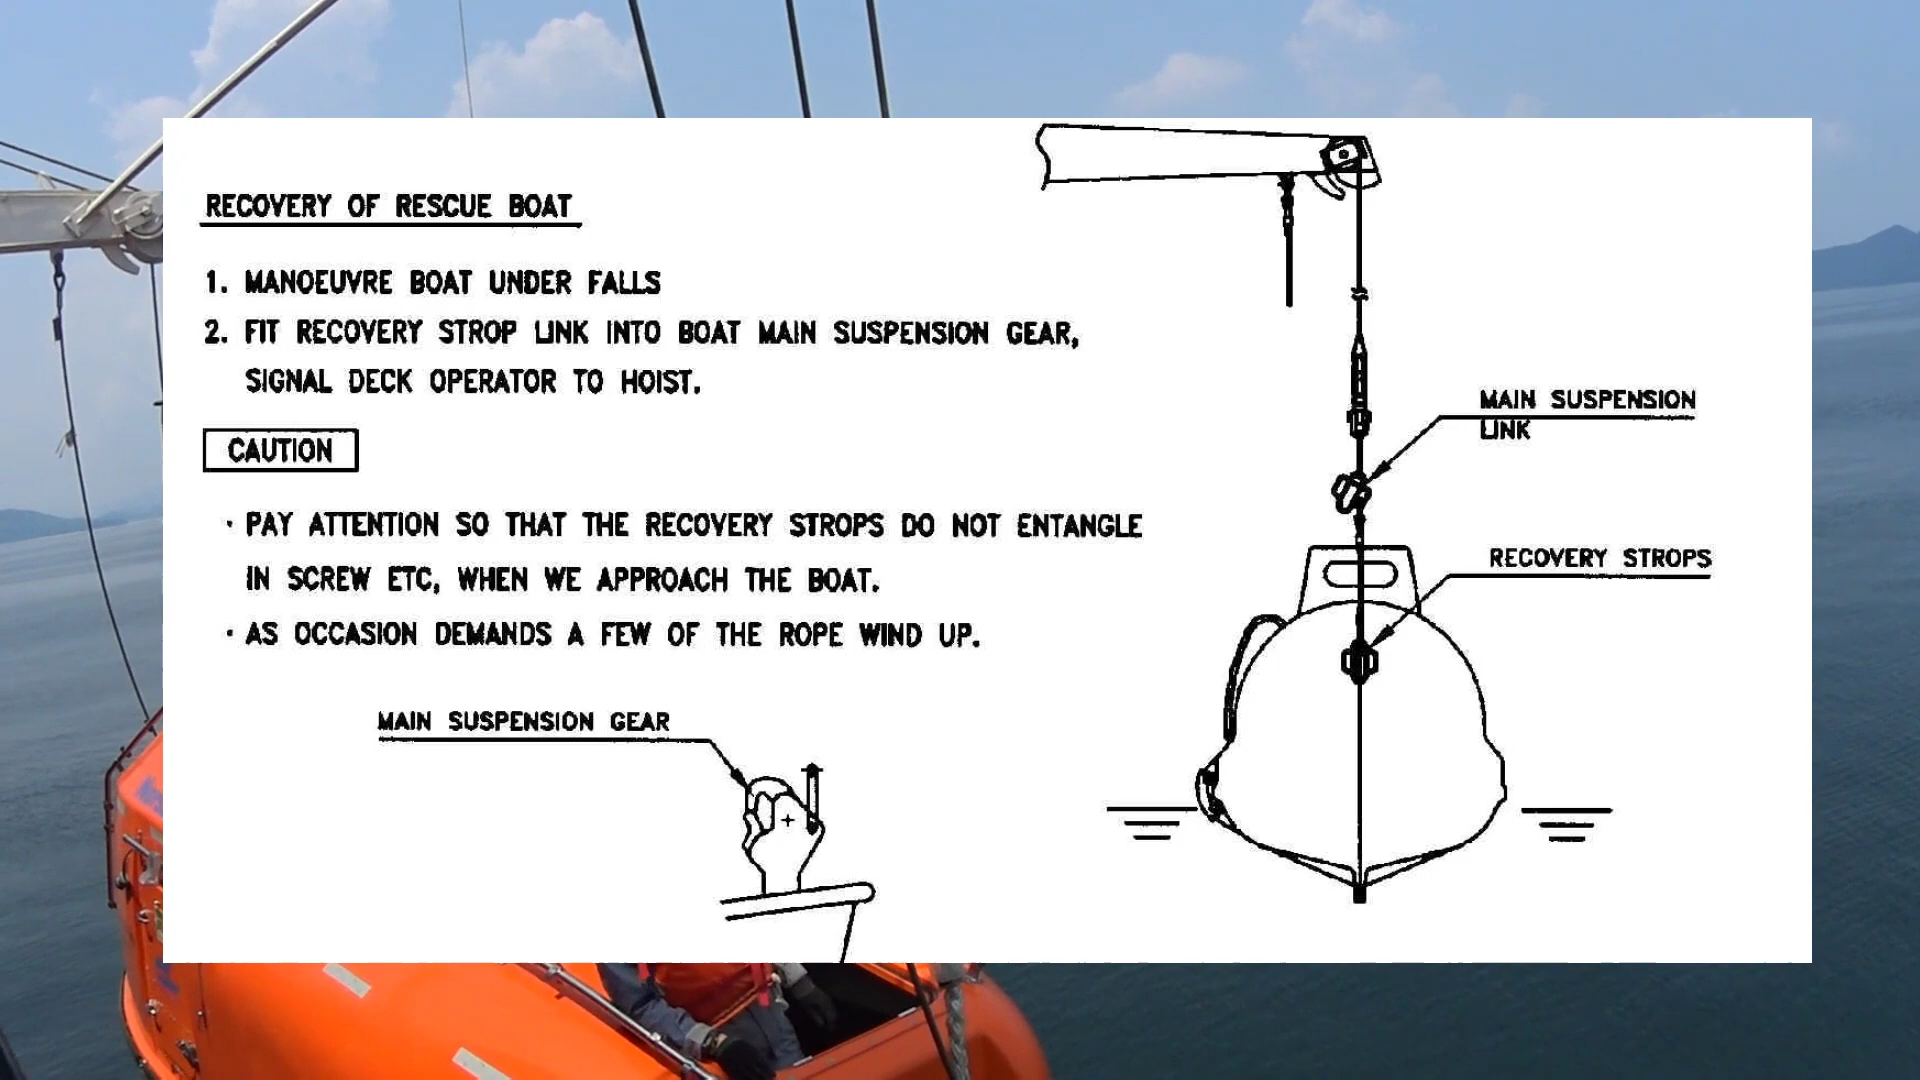 RECOVERY OF RESCUE BOAT
1. MANOEUVRE BOAT UNDER FALLS
2. FIT RECOVERY STROP LINK INTO BOAT MAIN SUSPENSION GEAR,
SIGNAL DECK OPERATOR TO HOIST.
CAUTION
· PAY ATTENTION SO THAT THE RECOVERY STROPS DO NOT ENTANGLE
IN SCREW ETC, WHEN WE APPROACH THE BOAT.
· AS OCCASION DEMANDS A FEW OF THE ROPE WIND UP.
MAIN SUSPENSION GEAR
MAIN SUSPENSION
LINK
RECOVERY STROPS